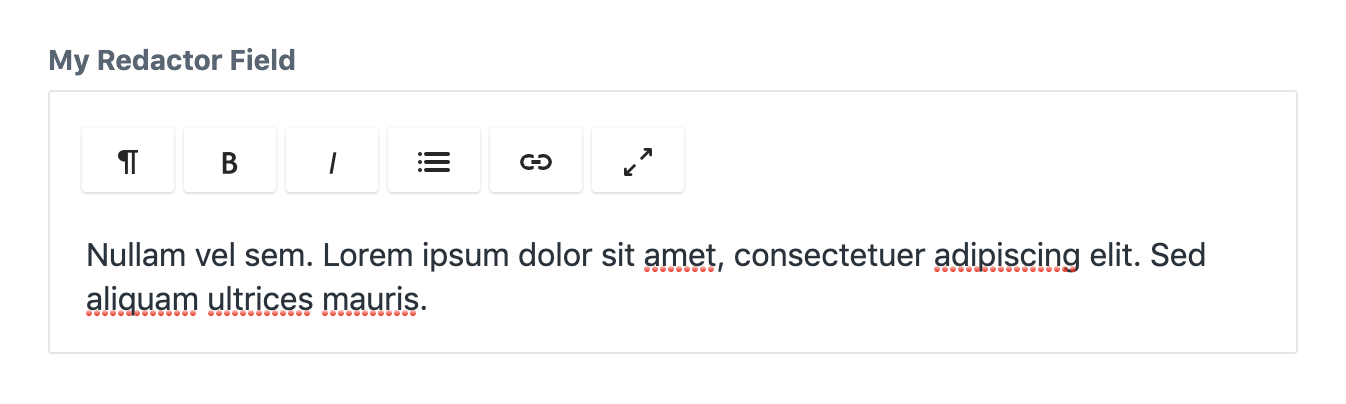 My Redactor Field
¶ B I
Nullam vel sem. Lorem ipsum dolor sit amet, consectetuer adipiscing elit. Sed
aliquam ultrices mauris.